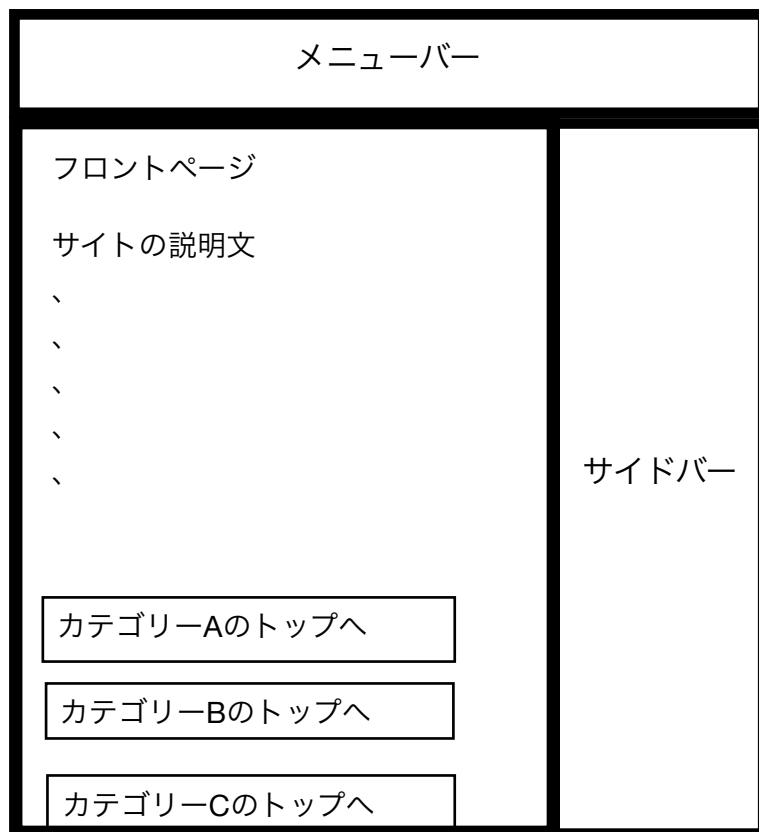 メニューバー
フロントページ
サイトの説明文
、
、
、
、
、
サイドバー
カテゴリーAのトップへ
カテゴリーBのトップへ
カテゴリーCのトップへ